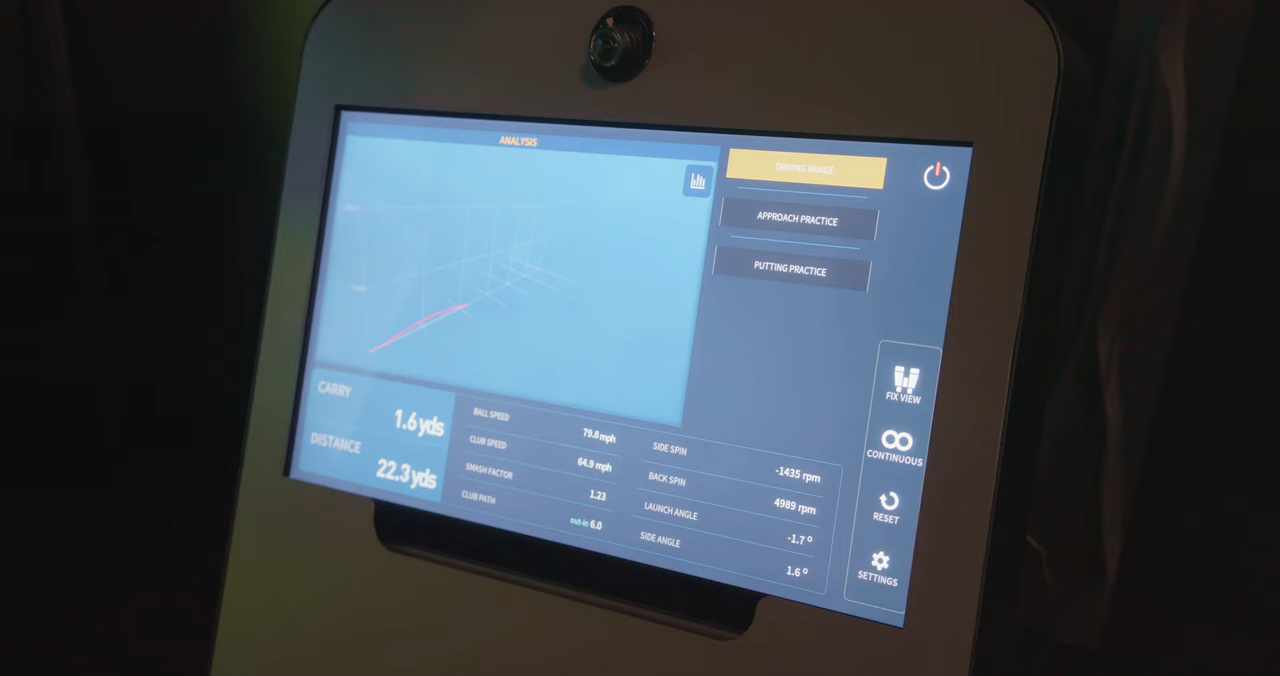 ANALYSIS
DRIVING RANGE
APPROACH PRACTICE
PUTTING PRACTICE
CARRY
1.6 yds
DISTANCE
22.3 yds
BALL SPEED
79.8 mph
CLUB SPEED
64.9 mph
SMASH FACTOR
1.23
CLUB PATH
out-in 6.0
SIDE SPIN
-1435 rpm
BACK SPIN
4989 rpm
LAUNCH ANGLE
-1.7 º
SIDE ANGLE
1.6 º
FIX VIEW
CONTINUOUS
RESET
SETTINGS